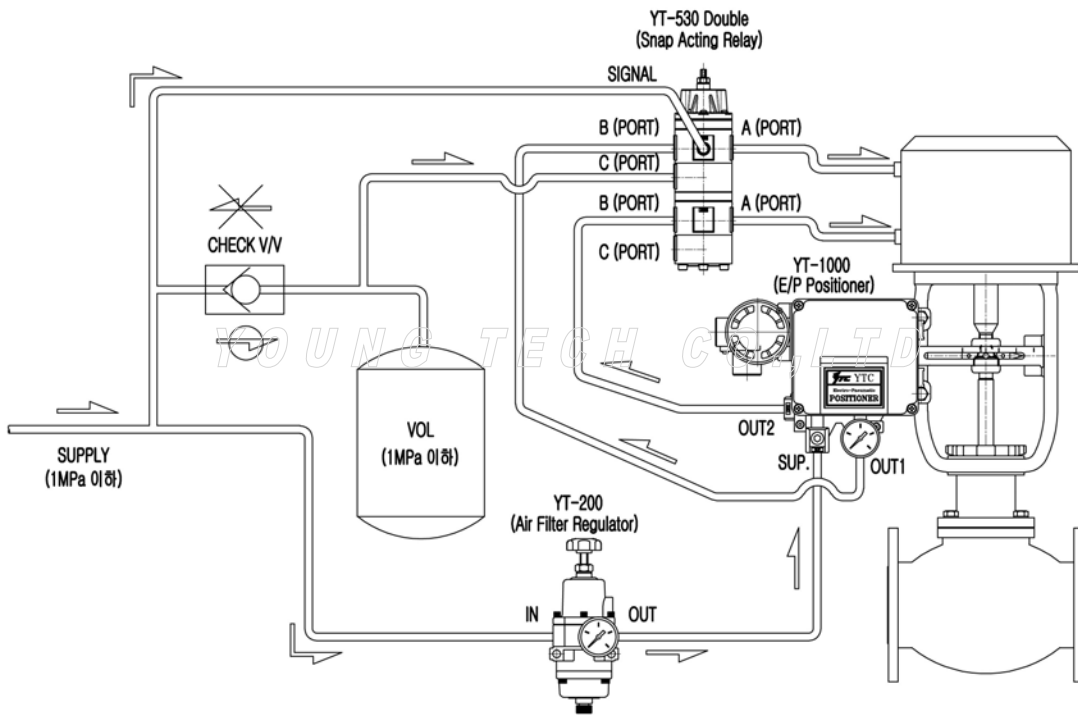 YT-530 Double
(Snap Acting Relay)
SIGNAL
B (PORT)
A (PORT)
C (PORT)
B (PORT)
A (PORT)
C (PORT)
CHECK V/V
YT-1000
(E/P Positioner)
YOUNG TECH CO.,LTD
YTC YTC
Electro-Pneumatic
POSITIONER
OUT2
SUP.
OUT1
SUPPLY
(1MPa 이하)
VOL
(1MPa 이하)
YT-200
(Air Filter Regulator)
IN
OUT